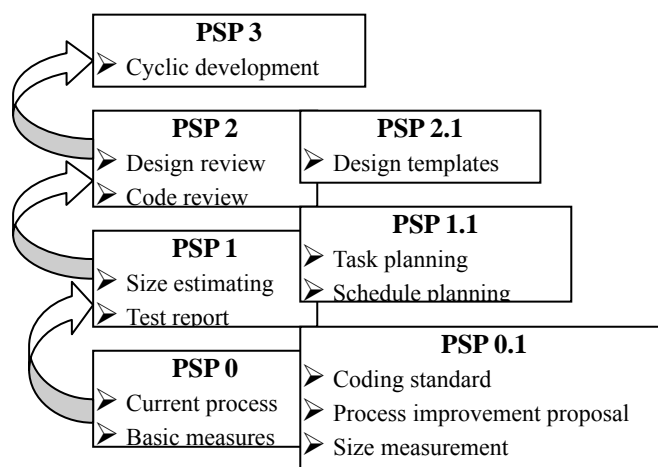 PSP 3
Cyclic development
PSP 2
Design review
Code review
PSP 2.1
Design templates
PSP 1
Size estimating
Test report
PSP 1.1
Task planning
Schedule planning
PSP 0
Current process
Basic measures
PSP 0.1
Coding standard
Process improvement proposal
Size measurement